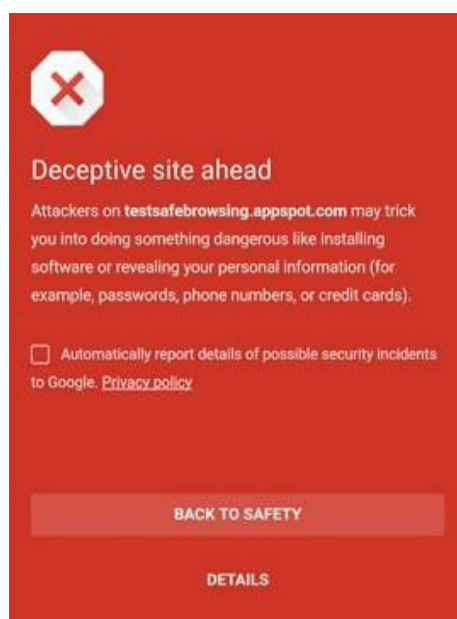 Deceptive site ahead
Attackers on testsafebrowsing.appspot.com may trick
you into doing something dangerous like installing
software or revealing your personal information (for
example, passwords, phone numbers, or credit cards).
Automatically report details of possible security incidents
to Google. Privacy policy
BACK TO SAFETY
DETAILS